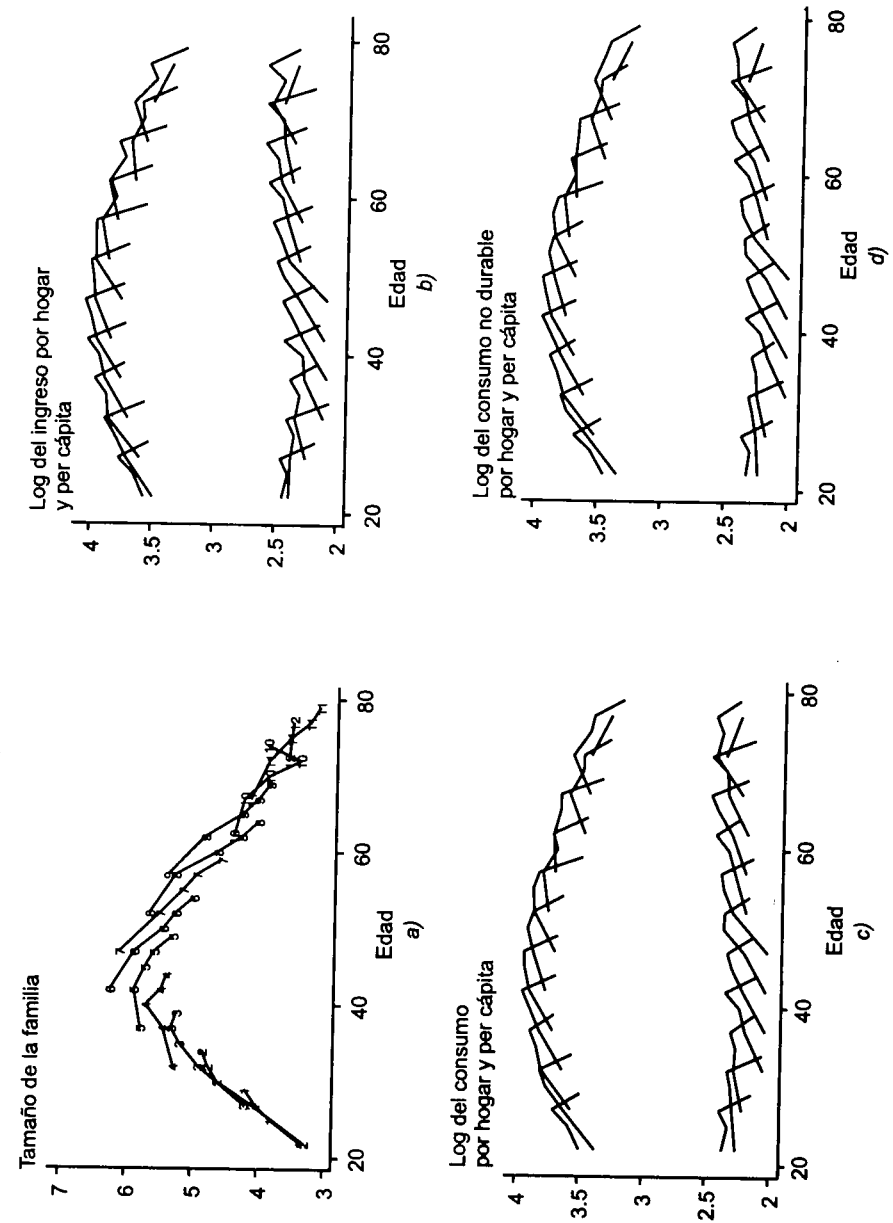 Tamaño de la familia
7
6
5
4
3
20 40 60 80
Edad
a)
Log del ingreso por hogar
y per cápita
4
3.5
3
2.5
2
20 40 60 80
Edad
b)
Log del consumo
por hogar y per cápita
4
3.5
3
2.5
2
20 40 60 80
Edad
c)
Log del consumo no durable
por hogar y per cápita
4
3.5
3
2.5
2
20 40 60 80
Edad
d)